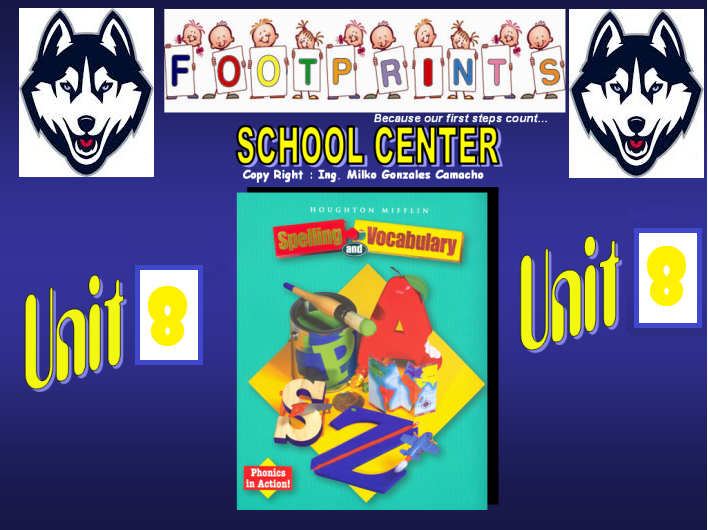 FOOTPRINTS
Because our first steps count...
SCHOOL CENTER
Copy Right : Ing. Milko Gonzales Camacho
HOUGHTON MIFFLIN
Spelling and Vocabulary
Unit 8
Unit 8
A
P
S
Z
Phonics
in Action!